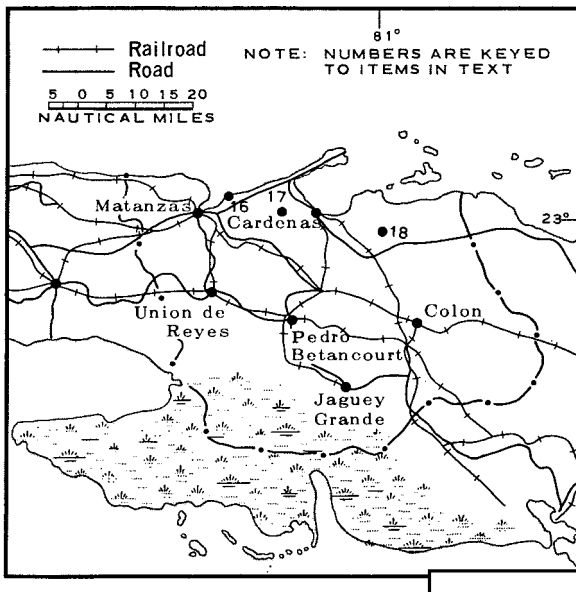 81°
Railroad
Road
NOTE: NUMBERS ARE KEYED
TO ITEMS IN TEXT
5 0 5 10 15 20
NAUTICAL MILES
Matanzas
16
17
Cardenas
18
23°
Union de
Reyes
Colon
Pedro
Betancourt
Jaguey
Grande